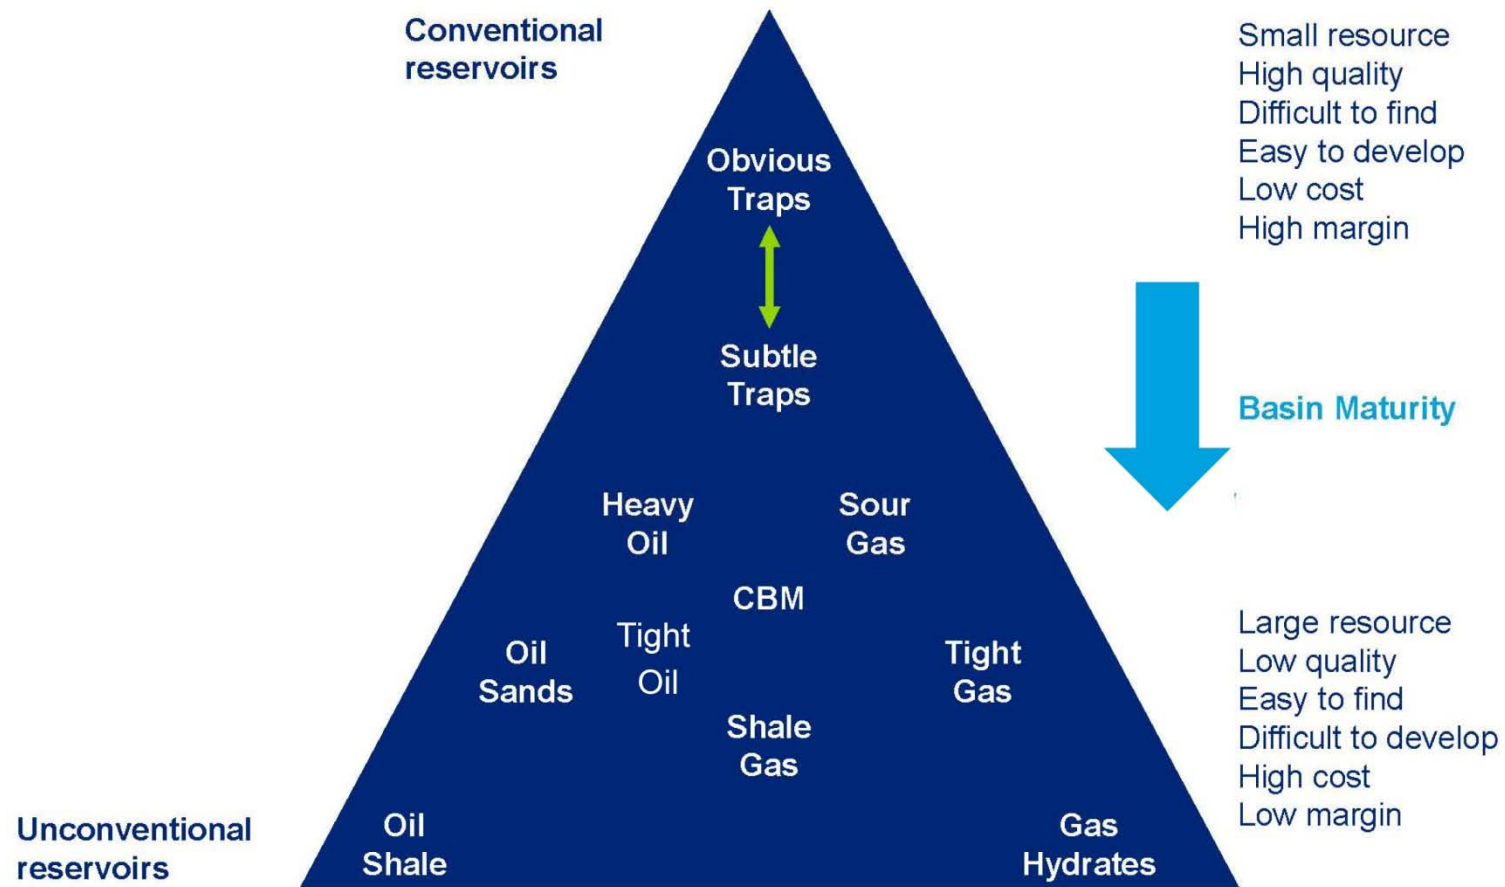 Conventional
reservoirs
Small resource
High quality
Difficult to find
Easy to develop
Low cost
High margin
Obvious
Traps
Subtle
Traps
Basin Maturity
Heavy
Oil
Sour
Gas
CBM
Oil
Sands
Tight
Oil
Tight
Gas
Shale
Gas
Large resource
Low quality
Easy to find
Difficult to develop
High cost
Low margin
Unconventional
reservoirs
Oil
Shale
Gas
Hydrates